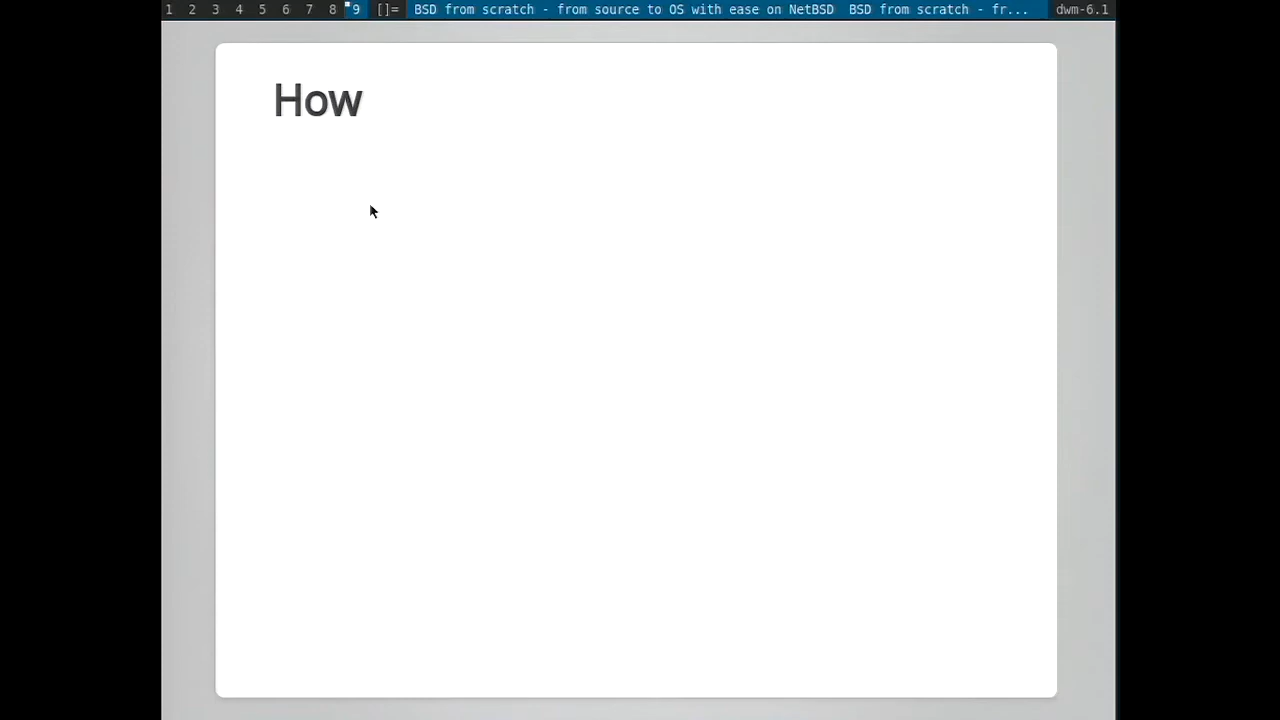 1 2 3 4 5 6 7 8 9 []= BSD from scratch - from source to OS with ease on NetBSD BSD from scratch - fr... dwm-6.1
How